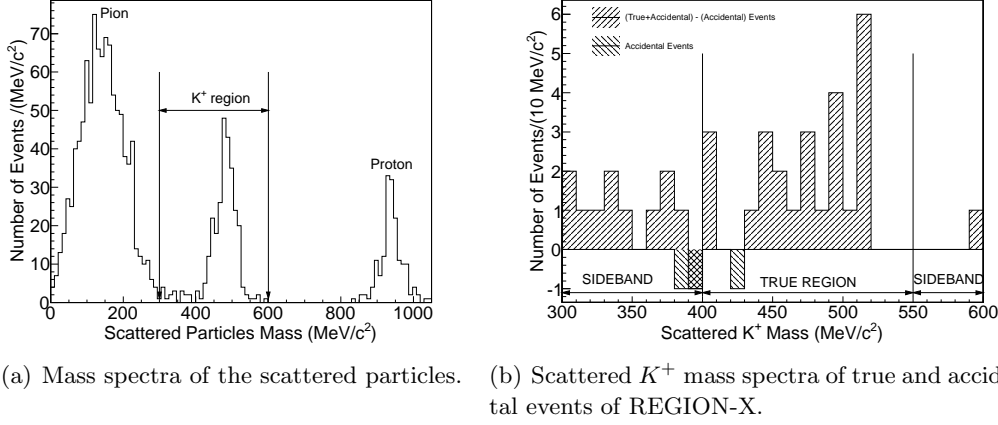 Number of Events /(MeV/c²)
70
60
50
40
30
20
10
0
Pion
K⁺ region
Proton
0 200 400 600 800 1000
Scattered Particles Mass (MeV/c²)
(a) Mass spectra of the scattered particles.
Number of Events/(10 MeV/c²)
6
5
4
3
2
1
0
-1
(True+Accidental) - (Accidental) Events
Accidental Events
SIDEBAND TRUE REGION SIDEBAND
300 350 400 450 500 550 600
Scattered K⁺ Mass (MeV/c²)
(b) Scattered K⁺ mass spectra of true and acciden
tal events of REGION-X.